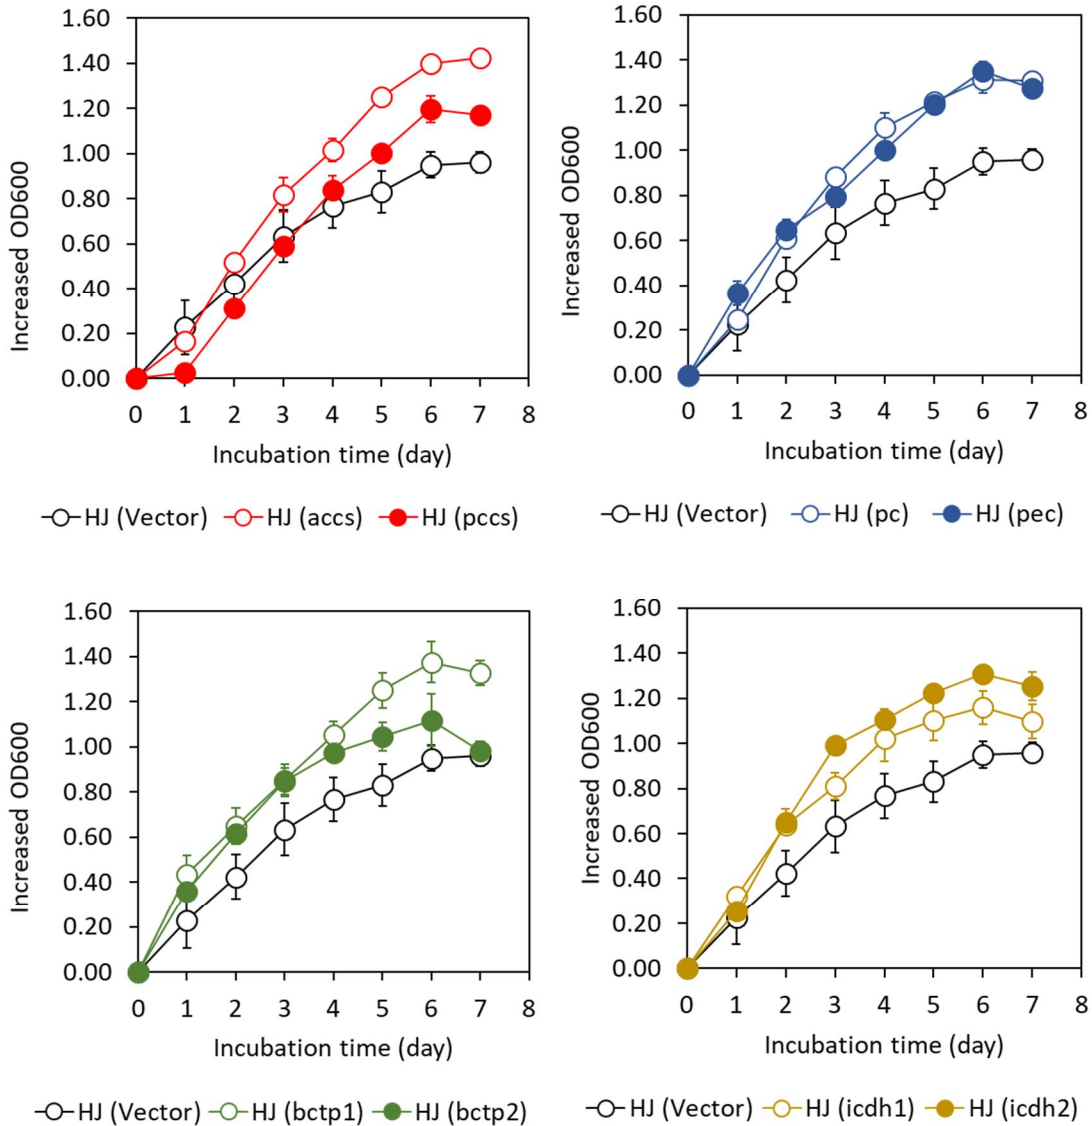 1.60
1.40
1.20
1.00
0.80
0.60
0.40
0.20
0.00
Increased OD600
0 1 2 3 4 5 6 7 8
Incubation time (day)
HJ (Vector) HJ (accs) HJ (pccs)
1.60
1.40
1.20
1.00
0.80
0.60
0.40
0.20
0.00
Increased OD600
0 1 2 3 4 5 6 7 8
Incubation time (day)
HJ (Vector) HJ (pc) HJ (pec)
1.60
1.40
1.20
1.00
0.80
0.60
0.40
0.20
0.00
Increased OD600
0 1 2 3 4 5 6 7 8
Incubation time (day)
HJ (Vector) HJ (bctp1) HJ (bctp2)
1.60
1.40
1.20
1.00
0.80
0.60
0.40
0.20
0.00
Increased OD600
0 1 2 3 4 5 6 7 8
Incubation time (day)
HJ (Vector) HJ (icdh1) HJ (icdh2)